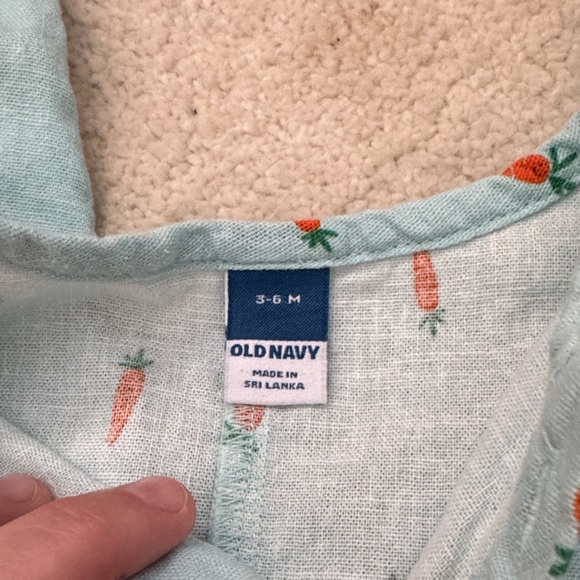 3-6 M
OLD NAVY
MADE IN
SRI LANKA